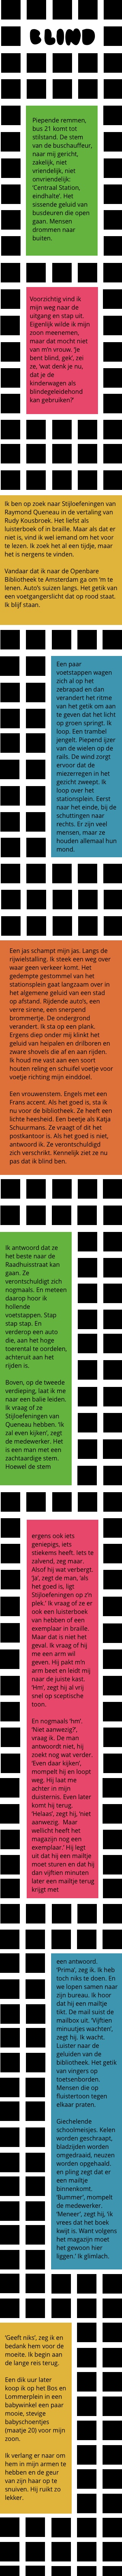 BLIND
Piepende remmen,
bus 21 komt tot
stilstand. De stem
van de buschauffeur,
naar mij gericht,
zakelijk, niet
vriendelijk, niet
onvriendelijk:
'Centraal Station,
eindhalte'. Het
sissende geluid van
busdeuren die open
gaan. Mensen
drommen naar
buiten.
Voorzichtig vind ik
mijn weg naar de
uitgang en stap uit.
Eigenlijk wilde ik mijn
zoon meenemen,
maar dat mocht niet
van m'n vrouw. 'Je
bent blind, gek', zei
ze, 'wat denk je nu,
dat je de
kinderwagen als
blindegeleidehond
kan gebruiken?'
Ik ben op zoek naar Stijloefeningen van
Raymond Queneau in de vertaling van
Rudy Kousbroek. Het liefst als
luisterboek of in braille. Maar als dat er
niet is, vind ik wel iemand om het voor
te lezen. Ik zoek het al een tijdje, maar
het is nergens te vinden.
Vandaar dat ik naar de Openbare
Bibliotheek te Amsterdam ga om 'm te
lenen. Auto's suizen langs. Het getik van
een voetgangerslicht dat op rood staat.
Ik blijf staan.
Een paar
voetstappen wagen
zich al op het
zebrapad en dan
verandert het ritme
van het getik om aan
te geven dat het licht
op groen springt. Ik
loop. Een trambel
jengelt. Piepend ijzer
van de wielen op de
rails. De wind zorgt
ervoor dat de
miezerregen in het
gezicht zweept. Ik
loop over het
stationsplein. Eerst
naar het einde, bij de
schuttingen naar
rechts. Er zijn veel
mensen, maar ze
houden allemaal hun
mond.
Een jas schampt mijn jas. Langs de
rijwielstalling. Ik steek een weg over
waar geen verkeer komt. Het
gedempte gestommel van het
stationsplein gaat langzaam over in
het algemene geluid van een stad
op afstand. Rijdende auto's, een
verre sirene, een snerpend
brommertje. De ondergrond
verandert. Ik sta op een plank.
Ergens diep onder mij klinkt het
geluid van heipalen en drilboren en
zware shovels die af en aan rijden.
Ik houd me vast aan een soort
houten reling en schuifel voetje voor
voetje richting mijn einddoel.
Een vrouwenstem. Engels met een
Frans accent. Als het goed is, sta ik
nu voor de bibliotheek. Ze heeft een
lichte heesheid. Een beetje als Katja
Schuurmans. Ze vraagt of dit het
postkantoor is. Als het goed is niet,
antwoord ik. Ze verontschuldigd
zich verschrikt. Kennelijk ziet ze nu
pas dat ik blind ben.
Ik antwoord dat ze
het beste naar de
Raadhuisstraat kan
gaan. Ze
verontschuldigt zich
nogmaals. En meteen
daarop hoor ik
hollende
voetstappen. Stap
stap stap. En
verderop een auto
die, aan het hoge
toerental te oordelen,
achteruit aan het
rijden is.
Boven, op de tweede
verdieping, laat ik me
naar een balie leiden.
Ik vraag of ze
Stijloefeningen van
Queneau hebben. 'Ik
zal even kijken', zegt
de medewerker. Het
is een man met een
zachtaardige stem.
Hoewel de stem
ergens ook iets
geniepigs, iets
stiekems heeft. Iets te
zalvend, zeg maar.
Alsof hij wat verbergt.
'Ja', zegt de man, 'als
het goed is, ligt
Stijloeferingen op z'n
plek.' Ik vraag of ze er
ook een luisterboek
van hebben of een
exemplaar in braille.
Maar dat is niet het
geval. Ik vraag of hij
me een arm wil
geven. Hij pakt m'n
arm beet en leidt mij
naar de juiste kast.
'Hm', zegt hij al vrij
snel op sceptische
toon.
En nogmaals 'hm'.
'Niet aanwezig?',
vraag ik. De man
antwoordt niet, hij
zoekt nog wat verder.
'Even daar kijken',
mompelt hij en loopt
weg. Hij laat me
achter in mijn
duisternis. Even later
komt hij terug.
'Helaas', zegt hij, 'niet
aanwezig. Maar
wellicht heeft het
magazijn nog een
exemplaar.' Hij legt
uit dat hij een mailtje
moet sturen en dat hij
dan vijftien minuten
later een mailtje terug
krijgt met
een antwoord.
'Prima', zeg ik. Ik heb
toch niks te doen. En
we lopen samen naar
zijn bureau. Ik hoor
dat hij een mailtje
tikt. De mail suist de
mailbox uit. 'Vijftien
minuutjes wachten',
zegt hij. Ik wacht.
Luister naar de
geluiden van de
bibliotheek. Het getik
van vingers op
toetsenborden.
Mensen die op
fluistertoon tegen
elkaar praten.
Giechelende
schoolmeisjes. Kelen
worden geschraapt,
bladzijden worden
omgedraaid, neuzen
worden opgehaald.
en pling zegt dat er
een mailtje
binnenkomt.
'Bummer', mompelt
de medewerker.
'Meneer', zegt hij, 'ik
vrees dat het boek
kwijt is. Want volgens
het magazijn moet
het gewoon hier
liggen.' Ik glimlach.
'Geeft niks', zeg ik en
bedank hem voor de
moeite. Ik begin aan
de lange reis terug.
Een dik uur later
koop ik op het Bos en
Lommerplein in een
babywinkel een paar
mooie, stevige
babyschoentjes
(maatje 20) voor mijn
zoon.
Ik verlang er naar om
hem in mijn armen te
hebben en de geur
van zijn haar op te
snuiven. Hij ruikt zo
lekker.